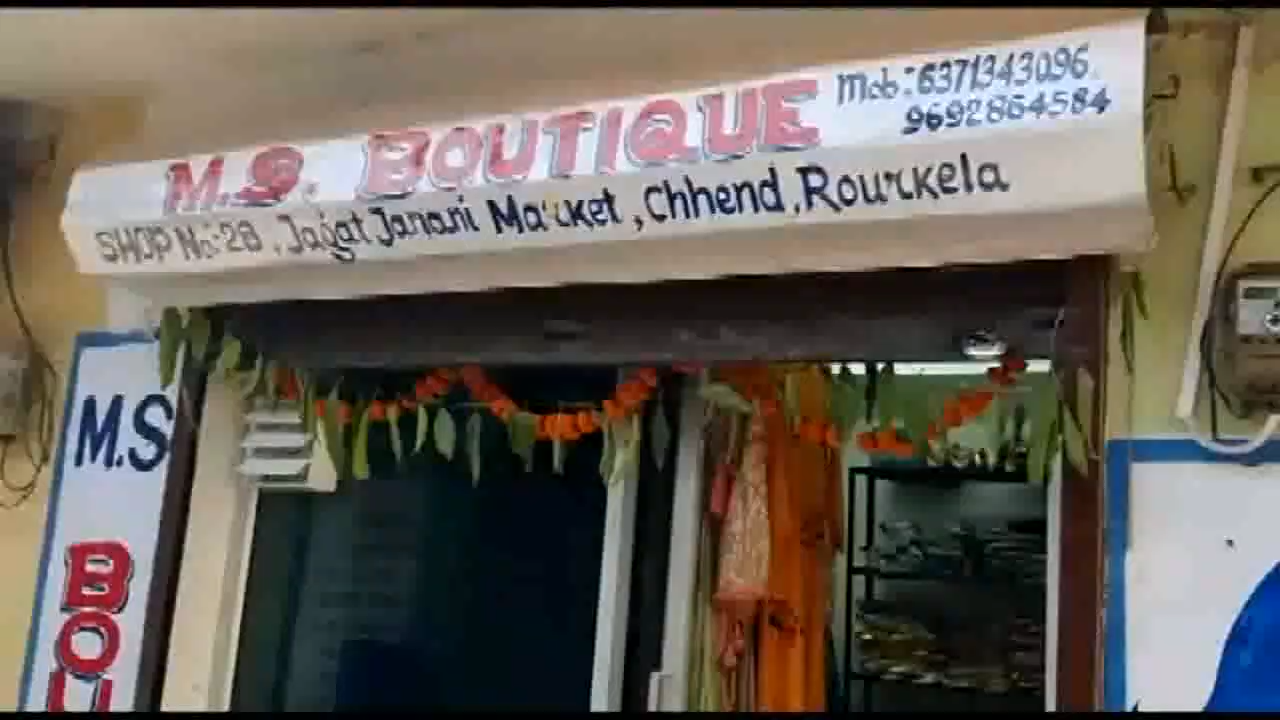 M.S. BOUTIQUE
Mob:6371343096
9692864584
SHOP No:-28, Jagat Janani Market, Chhend, Rourkela
M.S
BOU